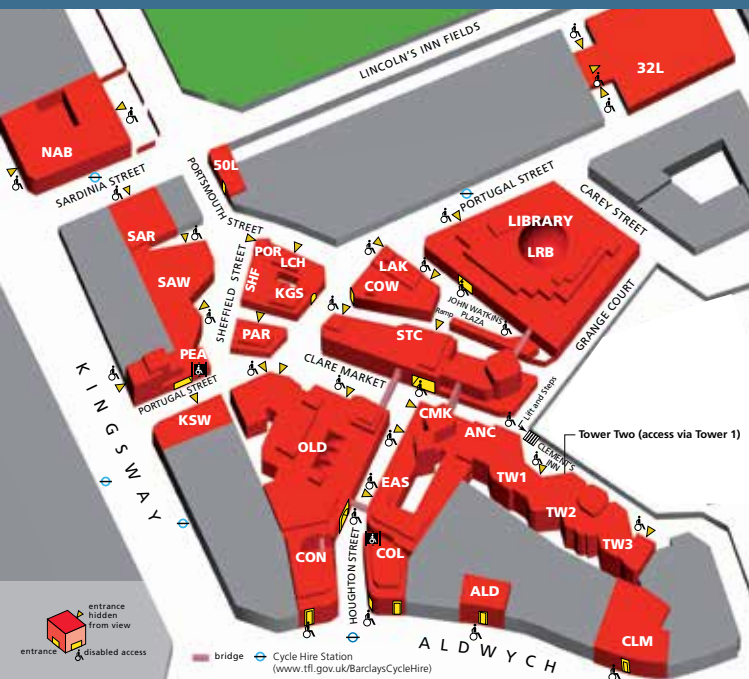 LINCOLN'S INN FIELDS
32L
NAB
SARDINIA STREET
PORTSMOUTH STREET
50L
PORTUGAL STREET
CAREY STREET
SAR
SAW
SHEFFIELD STREET
POR
LCH
SHF
KGS
LAK
COW
LIBRARY
LRB
GRANGE COURT
JOHN WATKINS
PLAZA
Ramp
PAR
STC
PEA
CLARE MARKET
PORTUGAL STREET
KINGSWAY
KSW
CMK
Lift and Steps
ANC
CLEMENT'S
INN
Tower Two (access via Tower 1)
OLD
EAS
TW1
TW2
TW3
CON
HOUGHTON STREET
COL
ALD
CLM
ALDWYCH
entrance
hidden
from view
entrance
disabled access
bridge
Cycle Hire Station
(www.tfl.gov.uk/BarclaysCycleHire)